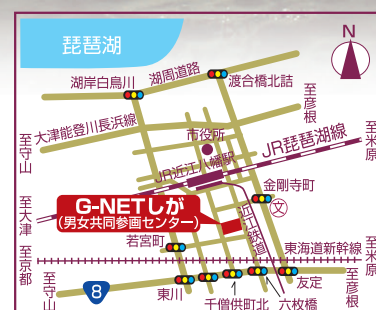 N
琵琶湖
湖岸白鳥川
湖周道路
渡合橋北詰
至彦根
大津能登川長浜線
市役所
至守山
JR近江八幡駅
JR琵琶湖線
至米原
金剛寺町
文
至大津
G-NETしが
(男女共同参画センター)
近江鉄道
若宮町
東海道新幹線
至京都
至米原
至守山
8
東川
千僧供町北
六枚橋
友定
至彦根